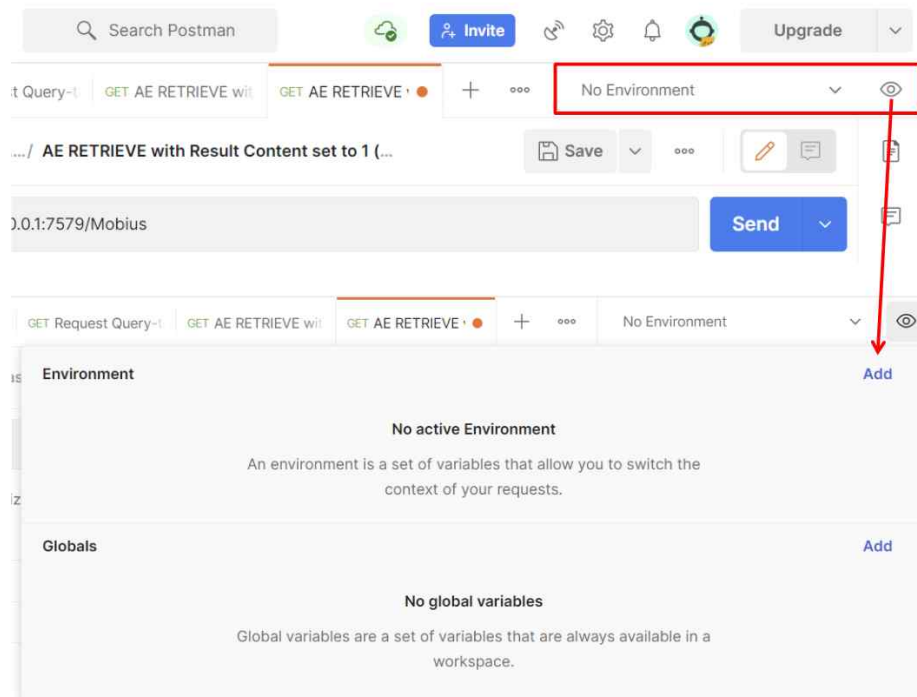 Search Postman
Invite
Upgrade
t Query-t
GET AE RETRIEVE wit
GET AE RETRIEVE
No Environment
.../ AE RETRIEVE with Result Content set to 1 (...
Save
0.0.1:7579/Mobius
Send
GET Request Query-t
GET AE RETRIEVE wit
GET AE RETRIEVE
No Environment
as
Environment
Add
No active Environment
An environment is a set of variables that allow you to switch the
context of your requests.
iz
Globals
Add
No global variables
Global variables are a set of variables that are always available in a
workspace.